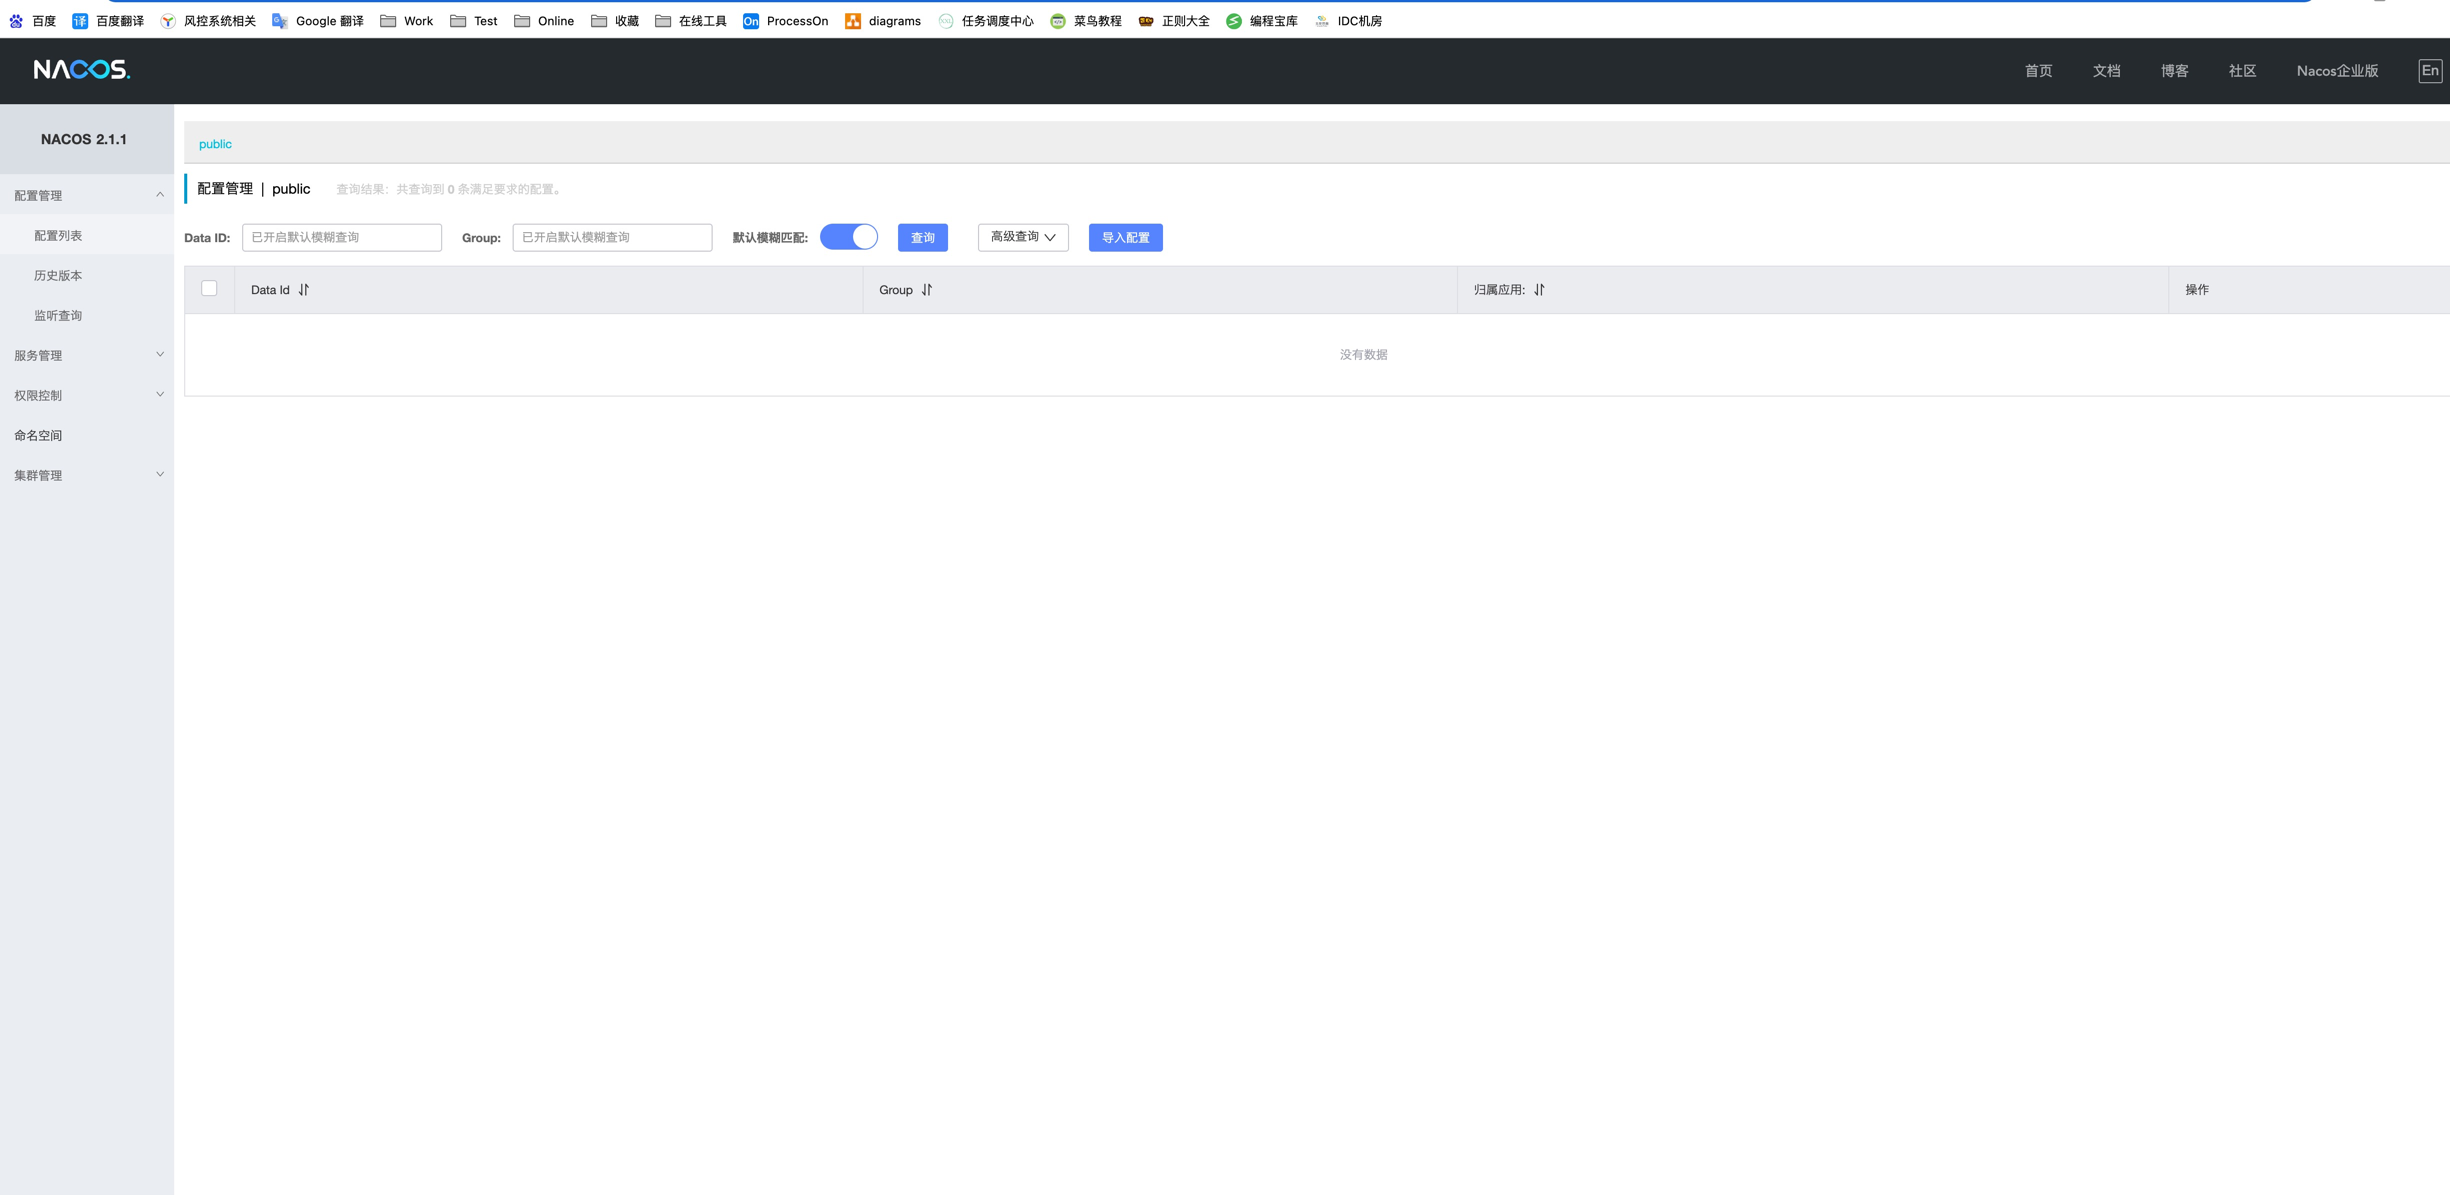 百度 百度翻译 风控系统相关 Google 翻译 Work Test Online 收藏 在线工具 ProcessOn diagrams 任务调度中心 菜鸟教程 正则大全 编程宝库 IDC机房
NACOS. 首页 文档 博客 社区 Nacos企业版 En
NACOS 2.1.1
配置管理
配置列表
历史版本
监听查询
服务管理
权限控制
命名空间
集群管理
public
配置管理 | public 查询结果：共查询到 0 条满足要求的配置。
Data ID: 已开启默认模糊查询 Group: 已开启默认模糊查询 默认模糊匹配: 查询 高级查询 导入配置
Data Id Group 归属应用: 操作
没有数据